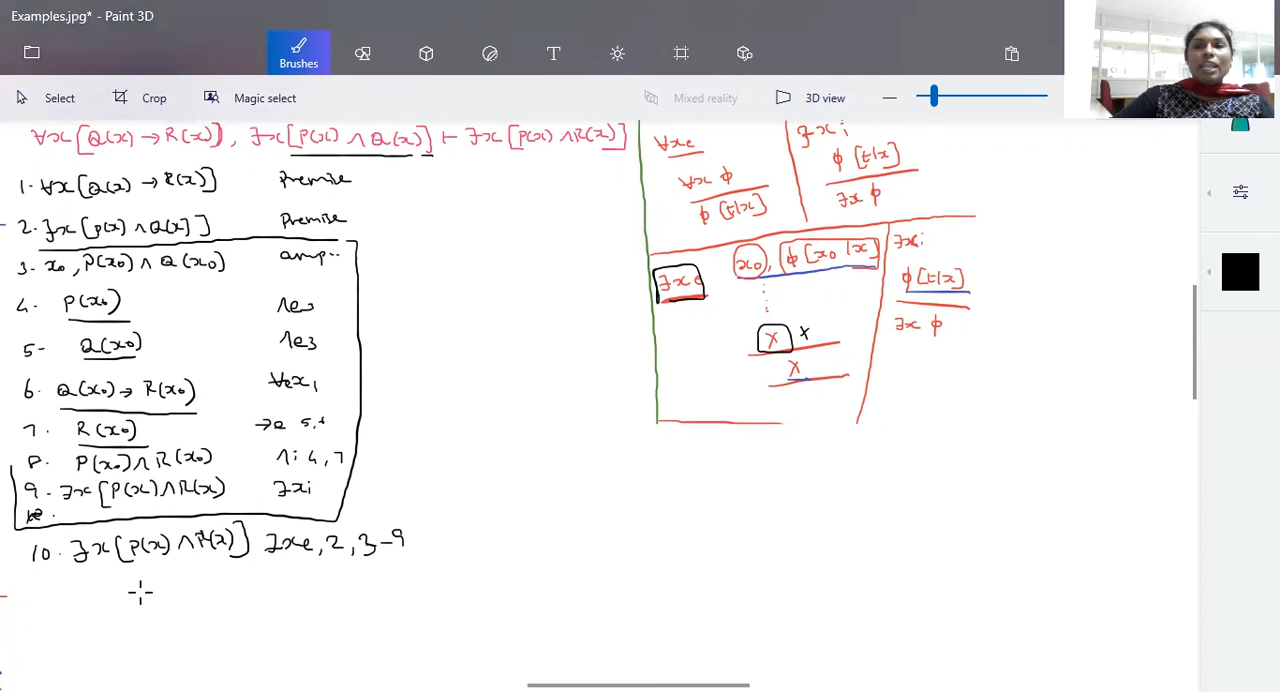 Examples.jpg* - Paint 3D
Brushes
Select
Crop
Magic select
Mixed reality
3D view
∀x[Q(x) → R(x)], ∃x[P(x) ∧ Q(x)] ⊢ ∃x[P(x) ∧ R(x)]
1. ∀x[Q(x) → R(x)] Premise
2. ∃x[P(x) ∧ Q(x)] Premise
3. x₀, P(x₀) ∧ Q(x₀)
4. P(x₀) ∧e3
5. Q(x₀) ∧e3
6. Q(x₀) → R(x₀) ∀ex 1
7. R(x₀) →e 5,6
8. P(x₀) ∧ R(x₀) ∧i 4,7
9. ∃x[P(x) ∧ R(x) ∃xi
10. ∃x[P(x) ∧ R(x)] ∃xe, 2, 3-9
∀xe
∀x φ
φ[t/x]
∃xi
φ[t/x]
∃x φ
∃xe
x₀, φ[x₀/x]
⋮
X x
X
∃xi
φ[t/x]
∃x φ